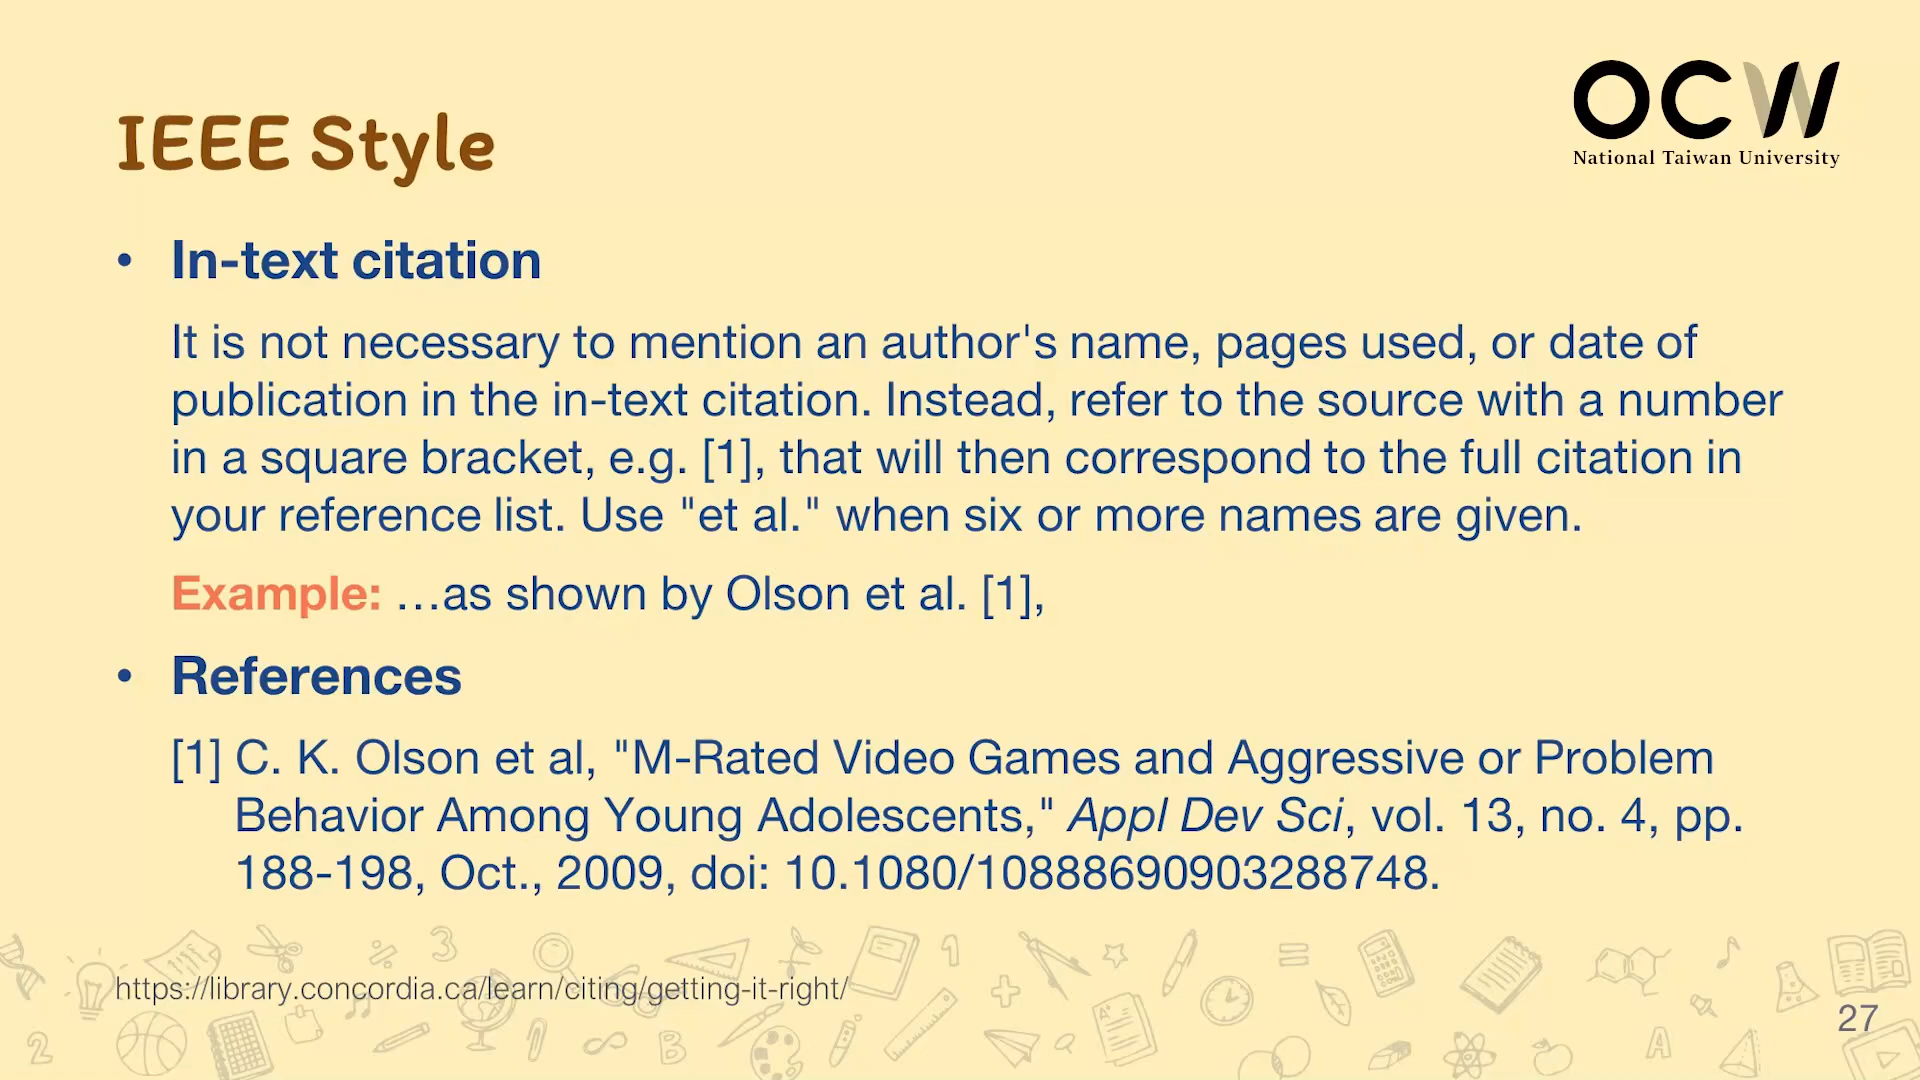 OCW
National Taiwan University
IEEE Style
• In-text citation
It is not necessary to mention an author's name, pages used, or date of
publication in the in-text citation. Instead, refer to the source with a number
in a square bracket, e.g. [1], that will then correspond to the full citation in
your reference list. Use "et al." when six or more names are given.
Example: …as shown by Olson et al. [1],
• References
[1] C. K. Olson et al, "M-Rated Video Games and Aggressive or Problem
Behavior Among Young Adolescents," Appl Dev Sci, vol. 13, no. 4, pp.
188-198, Oct., 2009, doi: 10.1080/10888690903288748.
https://library.concordia.ca/learn/citing/getting-it-right/
27